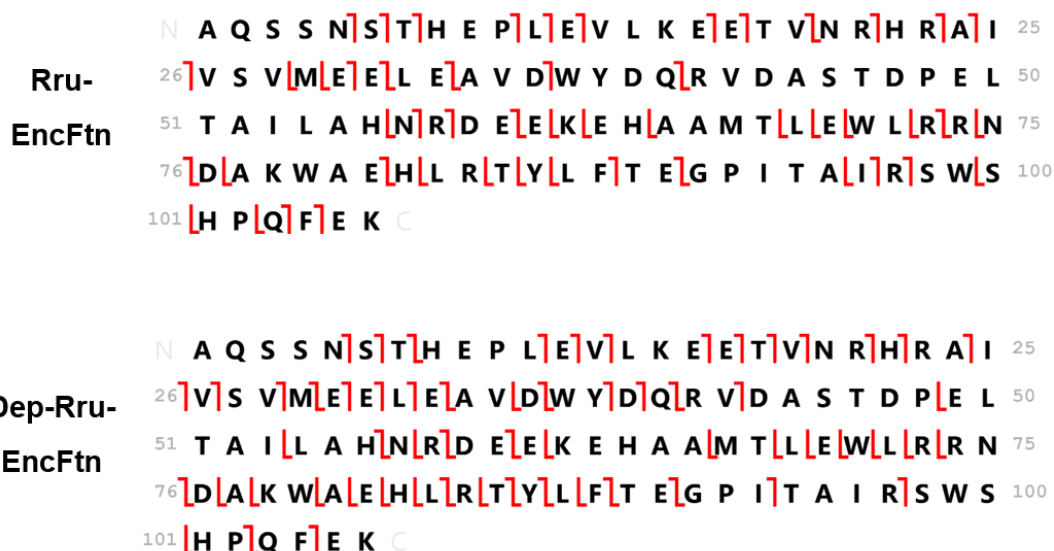 N A Q S S N S T H E P L E V L K E E T V N R H R A I 25
Rru-
EncFtn
26 V S V M E E L E A V D W Y D Q R V D A S T D P E L 50
51 T A I L A H N R D E E K E H A A M T L L E W L R R N 75
76 D A K W A E H L R T Y L F T E G P I T A I R S W S 100
101 H P Q F E K C
N A Q S S N S T H E P L E V L K E E T V N R H R A I 25
Dep-Rru-
EncFtn
26 V S V M E E L E A V L D W Y D Q R V D A S T D P E L 50
51 T A I L A H N R D E E K E H A A M T L L E W L R R N 75
76 D A K W A E H L R T Y L F T E G P I T A I R S W S 100
101 H P Q F E K C